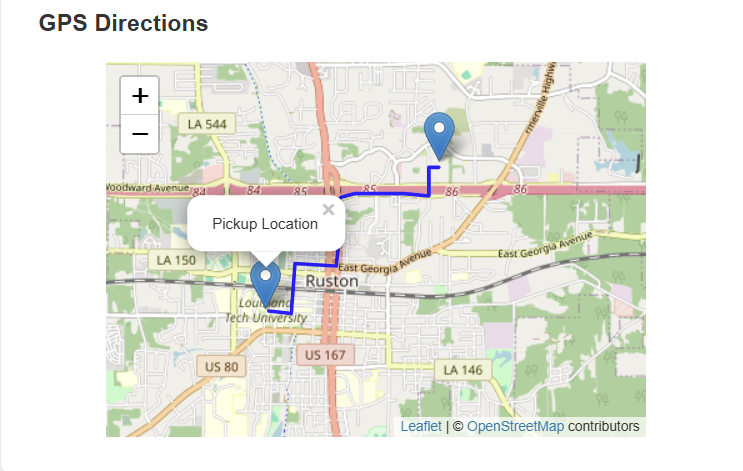 GPS Directions
+
−
LA 544
rmerville Highw
Woodward Avenue
84
84
85
85
86
86
×
Pickup Location
LA 150
East Georgia Avenue
East Georgia Avenue
Ruston
Louisiana
Tech University
US 167
US 80
LA 146
Leaflet | © OpenStreetMap contributors